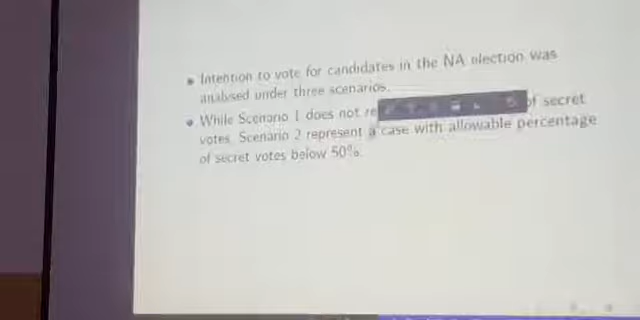 Intention to vote for candidates in the NA election was
analysed under three scenarios.
While Scenario 1 does not re of secret
votes. Scenario 2 represent a case with allowable percentage
of secret votes below 50%.